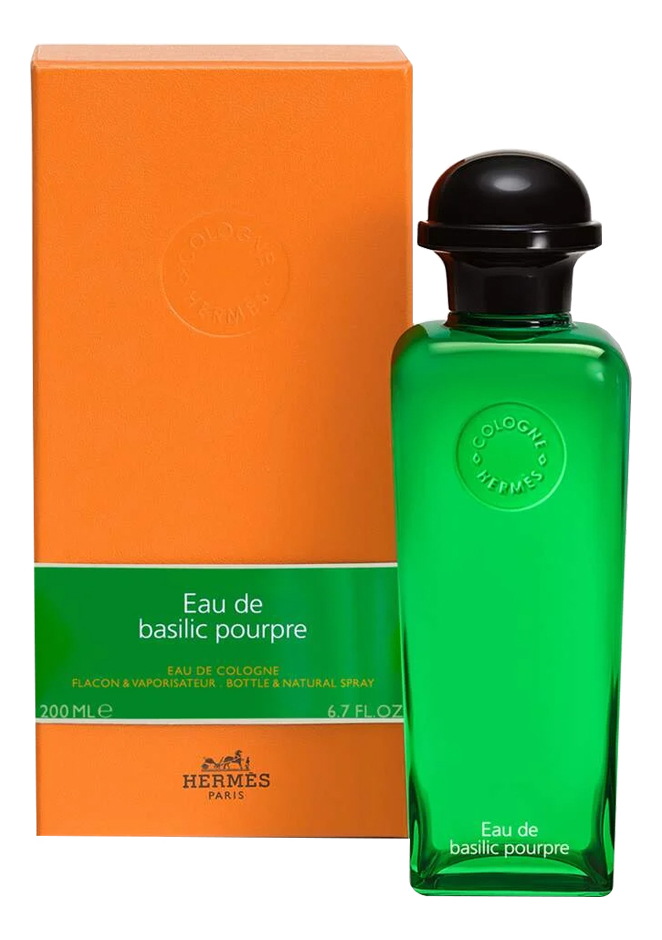 COLOGNE
HERMÈS
Eau de
basilic pourpre
EAU DE COLOGNE
FLACON & VAPORISATEUR . BOTTLE & NATURAL SPRAY
200 ML e 6.7 FL.OZ
HERMÈS
PARIS
COLOGNE
HERMÈS
Eau de
basilic pourpre